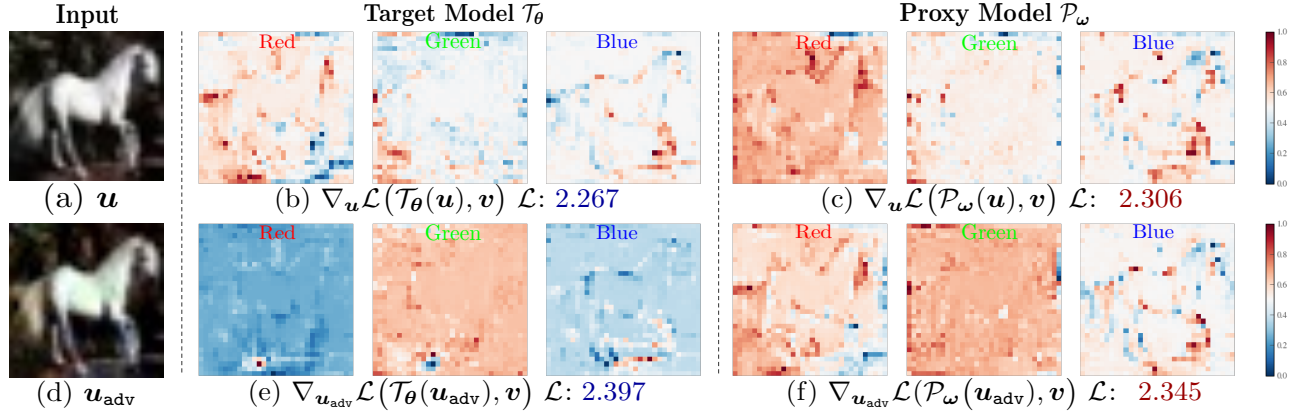 Input Target Model 𝒯_θ Proxy Model 𝒫_ω
Red Green Blue Red Green Blue
1.0
0.8
0.6
0.4
0.2
0.0
(a) u (b) ∇_u ℒ(𝒯_θ(u), v) ℒ: 2.267 (c) ∇_u ℒ(𝒫_ω(u), v) ℒ: 2.306
Red Green Blue Red Green Blue
1.0
0.8
0.6
0.4
0.2
0.0
(d) u_adv (e) ∇_{u_adv} ℒ(𝒯_θ(u_adv), v) ℒ: 2.397 (f) ∇_{u_adv} ℒ(𝒫_ω(u_adv), v) ℒ: 2.345